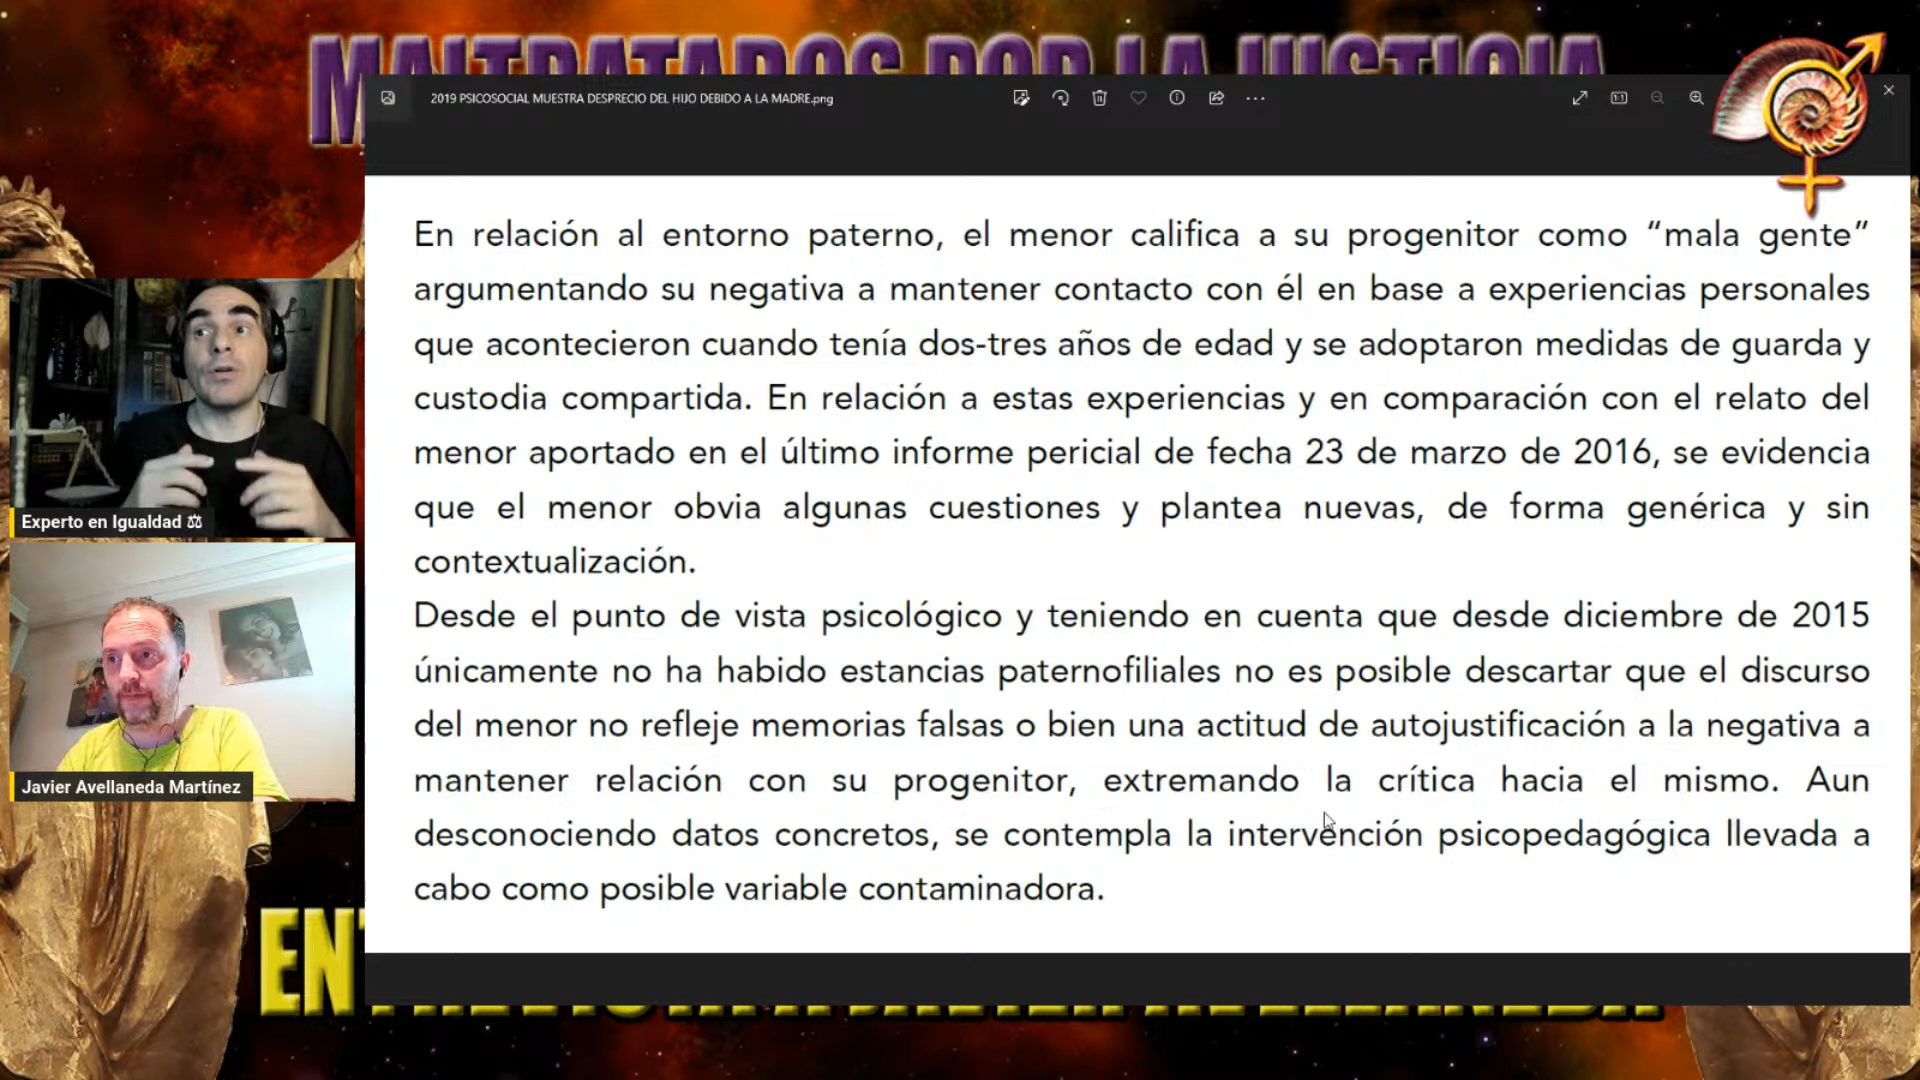 MALTRATADOS POR LA JUSTICIA
2019 PSICOSOCIAL MUESTRA DESPRECIO DEL HIJO DEBIDO A LA MADRE.png
En relación al entorno paterno, el menor califica a su progenitor como “mala gente”
argumentando su negativa a mantener contacto con él en base a experiencias personales
que acontecieron cuando tenía dos-tres años de edad y se adoptaron medidas de guarda y
custodia compartida. En relación a estas experiencias y en comparación con el relato del
menor aportado en el último informe pericial de fecha 23 de marzo de 2016, se evidencia
que el menor obvia algunas cuestiones y plantea nuevas, de forma genérica y sin
contextualización.
Desde el punto de vista psicológico y teniendo en cuenta que desde diciembre de 2015
únicamente no ha habido estancias paternofiliales no es posible descartar que el discurso
del menor no refleje memorias falsas o bien una actitud de autojustificación a la negativa a
mantener relación con su progenitor, extremando la crítica hacia el mismo. Aun
desconociendo datos concretos, se contempla la intervención psicopedagógica llevada a
cabo como posible variable contaminadora.
Experto en Igualdad ⚖
Javier Avellaneda Martínez
ENTREVISTA A JAVIER AVELLANEDA